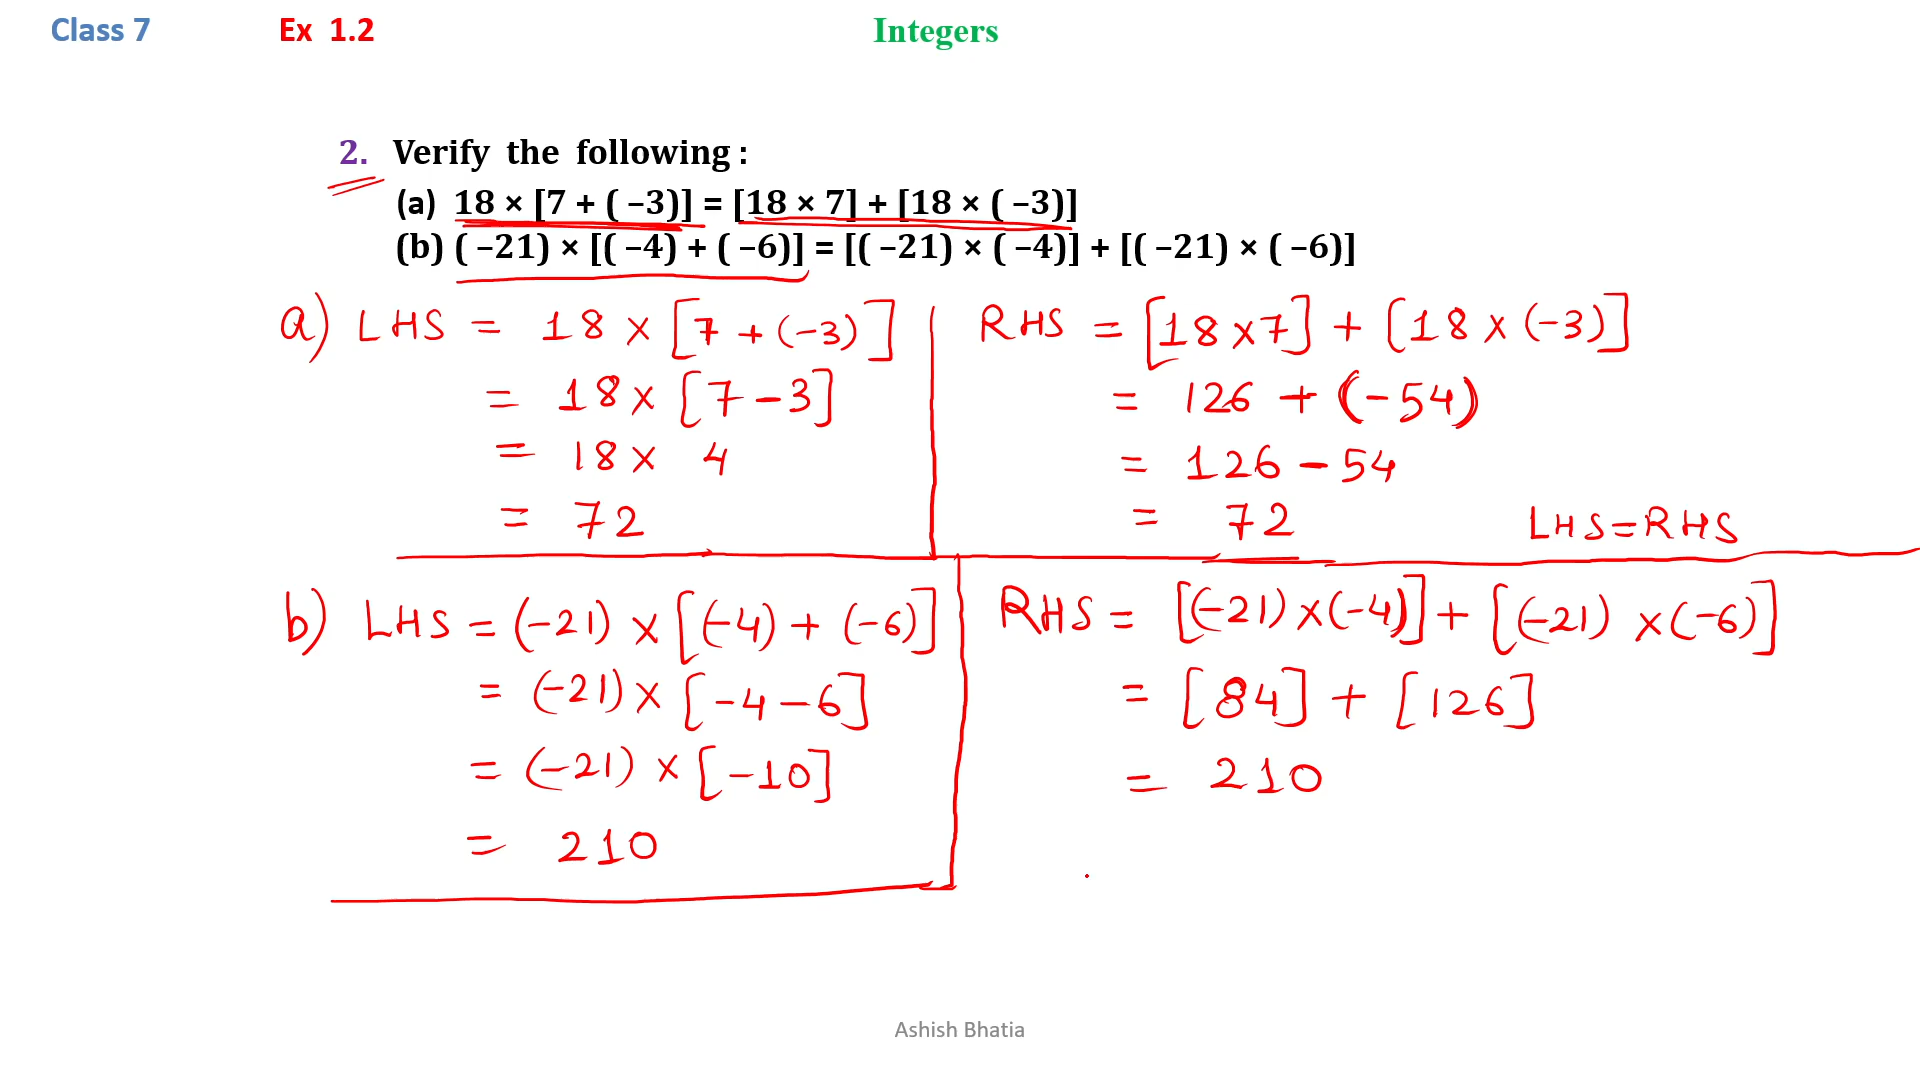 Class 7 Ex 1.2 Integers
2. Verify the following :
(a) 18 × [7 + ( –3)] = [18 × 7] + [18 × ( –3)]
(b) ( –21) × [( –4) + ( –6)] = [( –21) × ( –4)] + [( –21) × ( –6)]
a) LHS = 18 × [7 + (-3)]
= 18 × [7 - 3]
= 18 × 4
= 72
RHS = [18 × 7] + [18 × (-3)]
= 126 + (-54)
= 126 - 54
= 72
LHS = RHS
b) LHS = (-21) × [(-4) + (-6)]
= (-21) × [-4 - 6]
= (-21) × [-10]
= 210
RHS = [(-21) × (-4)] + [(-21) × (-6)]
= [84] + [126]
= 210
Ashish Bhatia